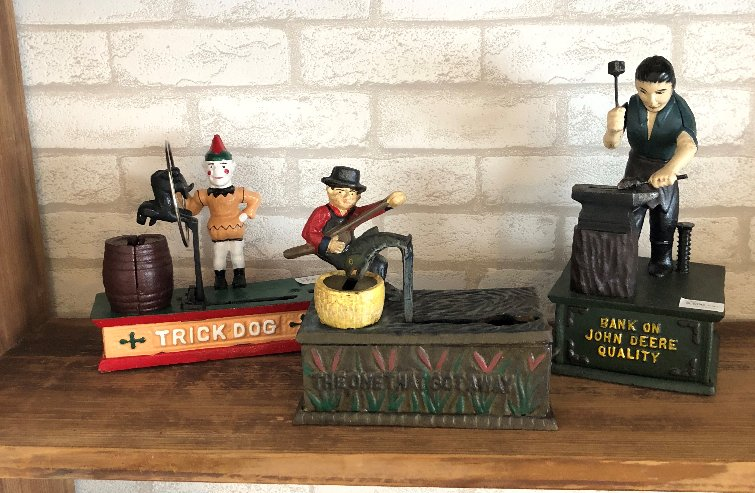 TRICK DOG
THE ONE THAT GOT AWAY
BANK ON
JOHN DEERE
QUALITY